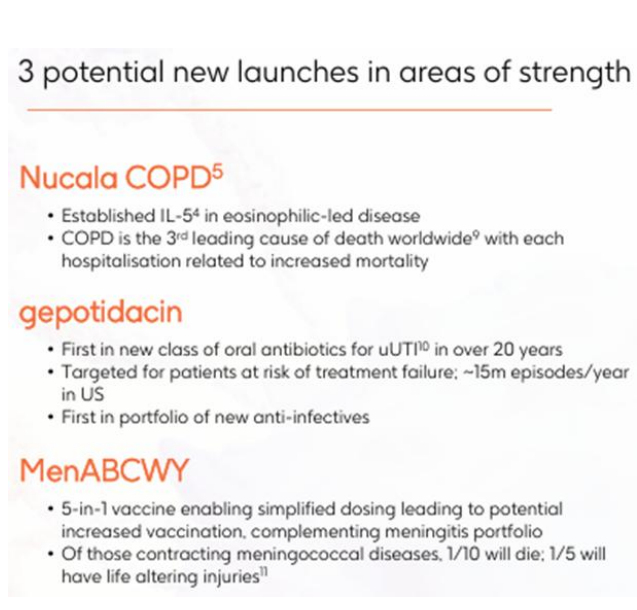 3 potential new launches in areas of strength
Nucala COPD⁵
• Established IL-5⁴ in eosinophilic-led disease
• COPD is the 3ʳᵈ leading cause of death worldwide⁹ with each
hospitalisation related to increased mortality
gepotidacin
• First in new class of oral antibiotics for uUTI¹⁰ in over 20 years
• Targeted for patients at risk of treatment failure; ~15m episodes/year
in US
• First in portfolio of new anti-infectives
MenABCWY
• 5-in-1 vaccine enabling simplified dosing leading to potential
increased vaccination, complementing meningitis portfolio
• Of those contracting meningococcal diseases, 1/10 will die; 1/5 will
have life altering injuries¹¹